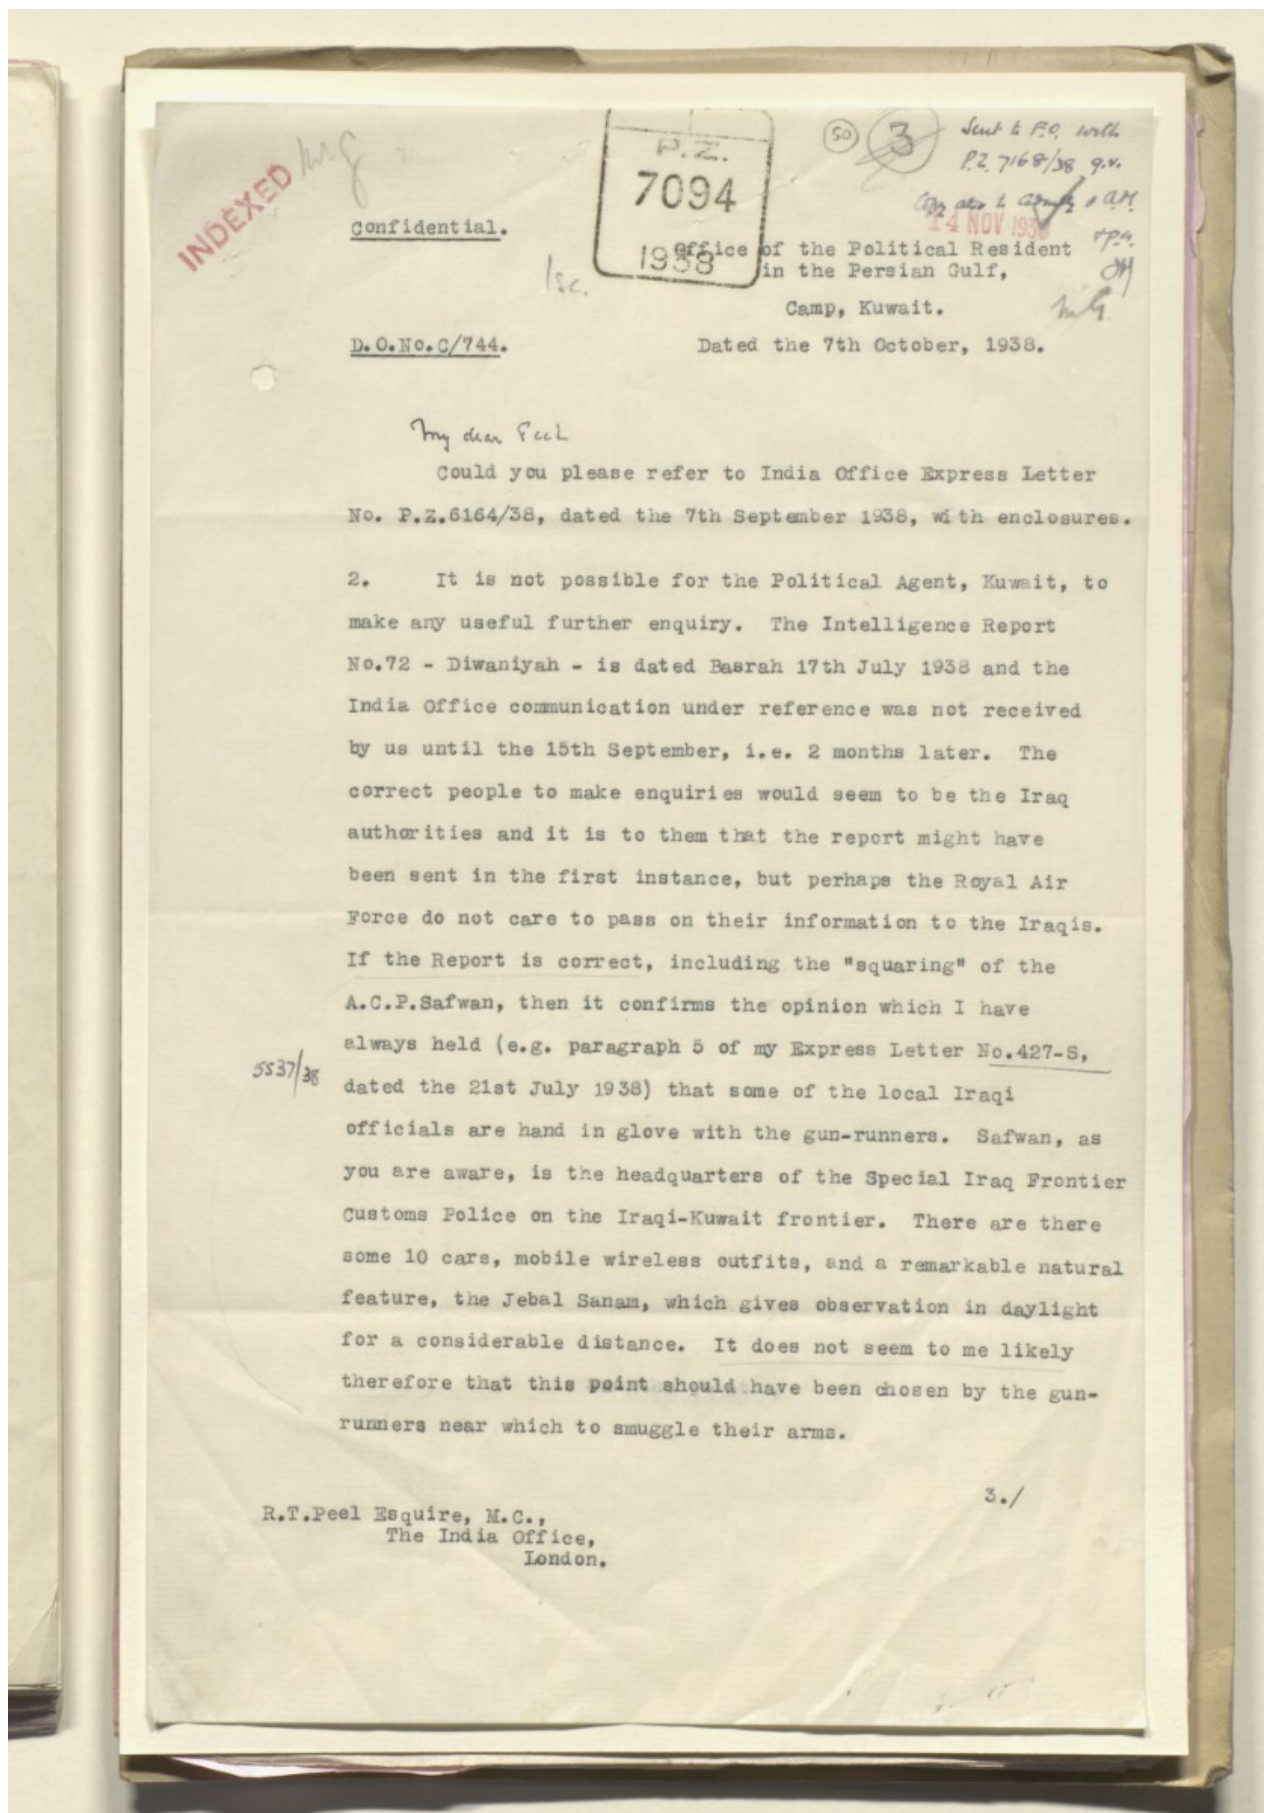 INDEXED
P.Z.
7094
1938
50
3
Sent to F.O. with
P.Z. 7168/38 q.v.
Copy also to & A.M.
14 NOV 1938
Confidential.
Office of the Political Resident
in the Persian Gulf,
Camp, Kuwait.
D.O.No.C/744.
Dated the 7th October, 1938.
My dear Peel
Could you please refer to India Office Express Letter
No. P.Z.6164/38, dated the 7th September 1938, with enclosures.
2. It is not possible for the Political Agent, Kuwait, to
make any useful further enquiry. The Intelligence Report
No.72 - Diwaniyah - is dated Basrah 17th July 1938 and the
India Office communication under reference was not received
by us until the 15th September, i.e. 2 months later. The
correct people to make enquiries would seem to be the Iraq
authorities and it is to them that the report might have
been sent in the first instance, but perhaps the Royal Air
Force do not care to pass on their information to the Iraqis.
If the Report is correct, including the "squaring" of the
A.C.P.Safwan, then it confirms the opinion which I have
always held (e.g. paragraph 5 of my Express Letter No.427-S,
5537/38
dated the 21st July 1938) that some of the local Iraqi
officials are hand in glove with the gun-runners. Safwan, as
you are aware, is the headquarters of the Special Iraq Frontier
Customs Police on the Iraqi-Kuwait frontier. There are there
some 10 cars, mobile wireless outfits, and a remarkable natural
feature, the Jebal Sanam, which gives observation in daylight
for a considerable distance. It does not seem to me likely
therefore that this point should have been chosen by the gun-
runners near which to smuggle their arms.
3./
R.T.Peel Esquire, M.C.,
The India Office,
London.